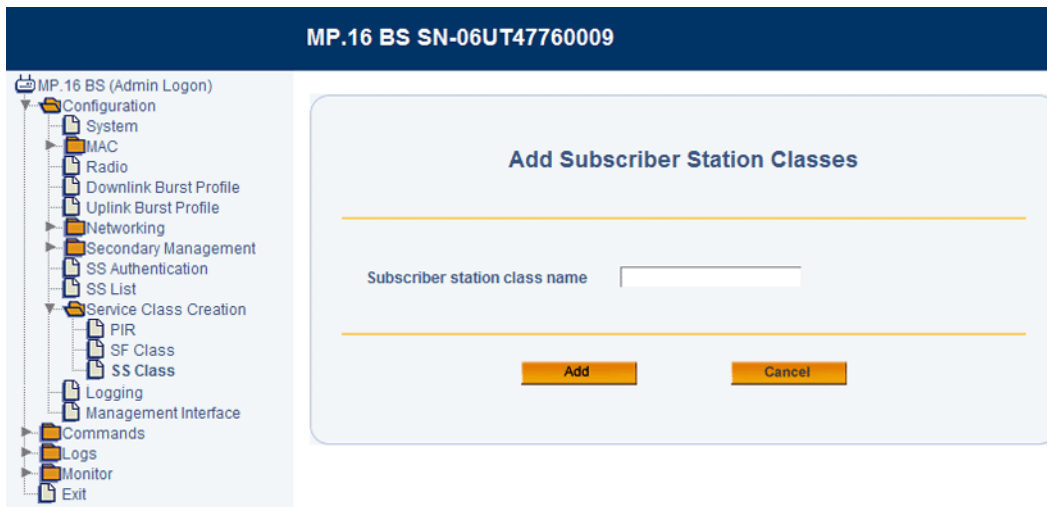 MP.16 BS SN-06UT47760009
MP.16 BS (Admin Logon)
Configuration
System
MAC
Radio
Downlink Burst Profile
Uplink Burst Profile
Networking
Secondary Management
SS Authentication
SS List
Service Class Creation
PIR
SF Class
SS Class
Logging
Management Interface
Commands
Logs
Monitor
Exit
Add Subscriber Station Classes
Subscriber station class name
Add
Cancel